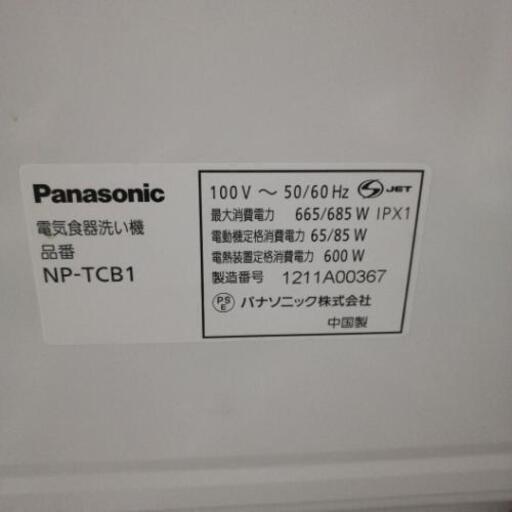 Panasonic
電気食器洗い機
品番
NP-TCB1
100 V ～ 50/60 Hz JET
最大消費電力 665/685 W IPX1
電動機定格消費電力 65/85 W
電熱装置定格消費電力 600 W
製造番号 1211A00367
PSE パナソニック株式会社
中国製